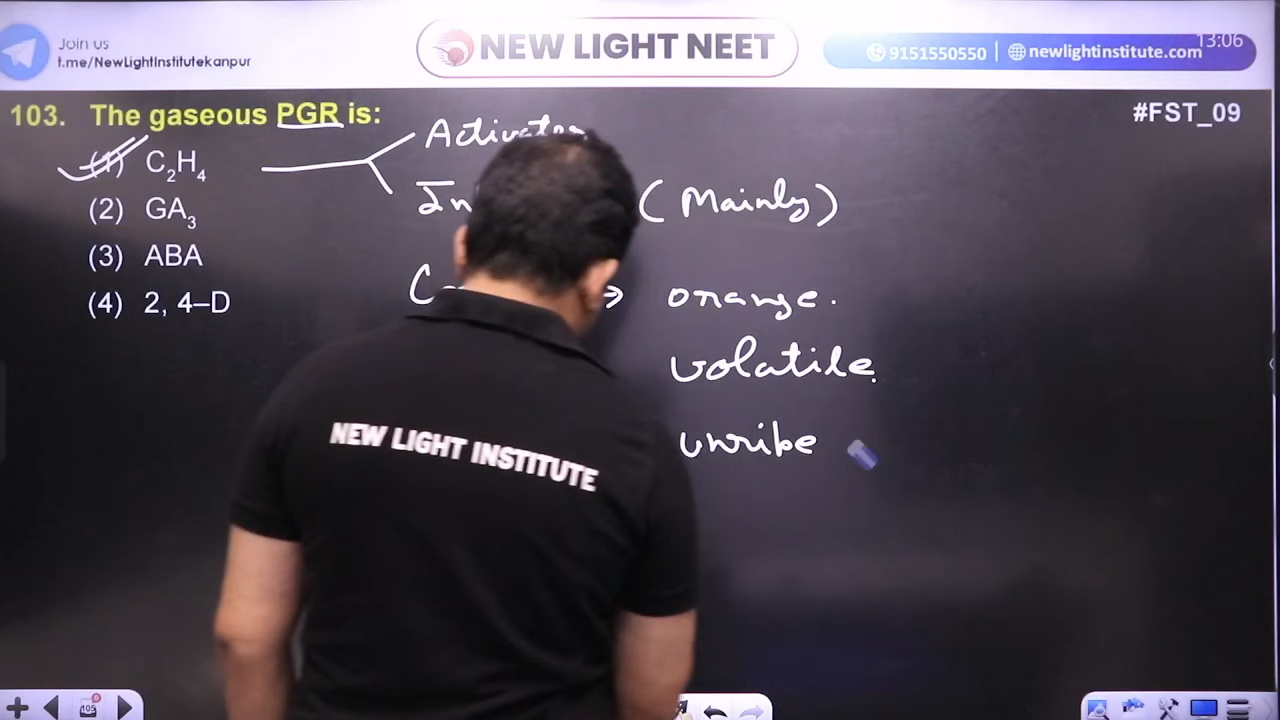 Join us
t.me/NewLightInstitutekanpur
NEW LIGHT NEET
9151550550 | newlightinstitute.com
13:06
103. The gaseous PGR is:
#FST_09
(1) C₂H₄
(2) GA₃
(3) ABA
(4) 2, 4–D
(Mainly)
→ orange.
volatile.
unripe
NEW LIGHT INSTITUTE
105